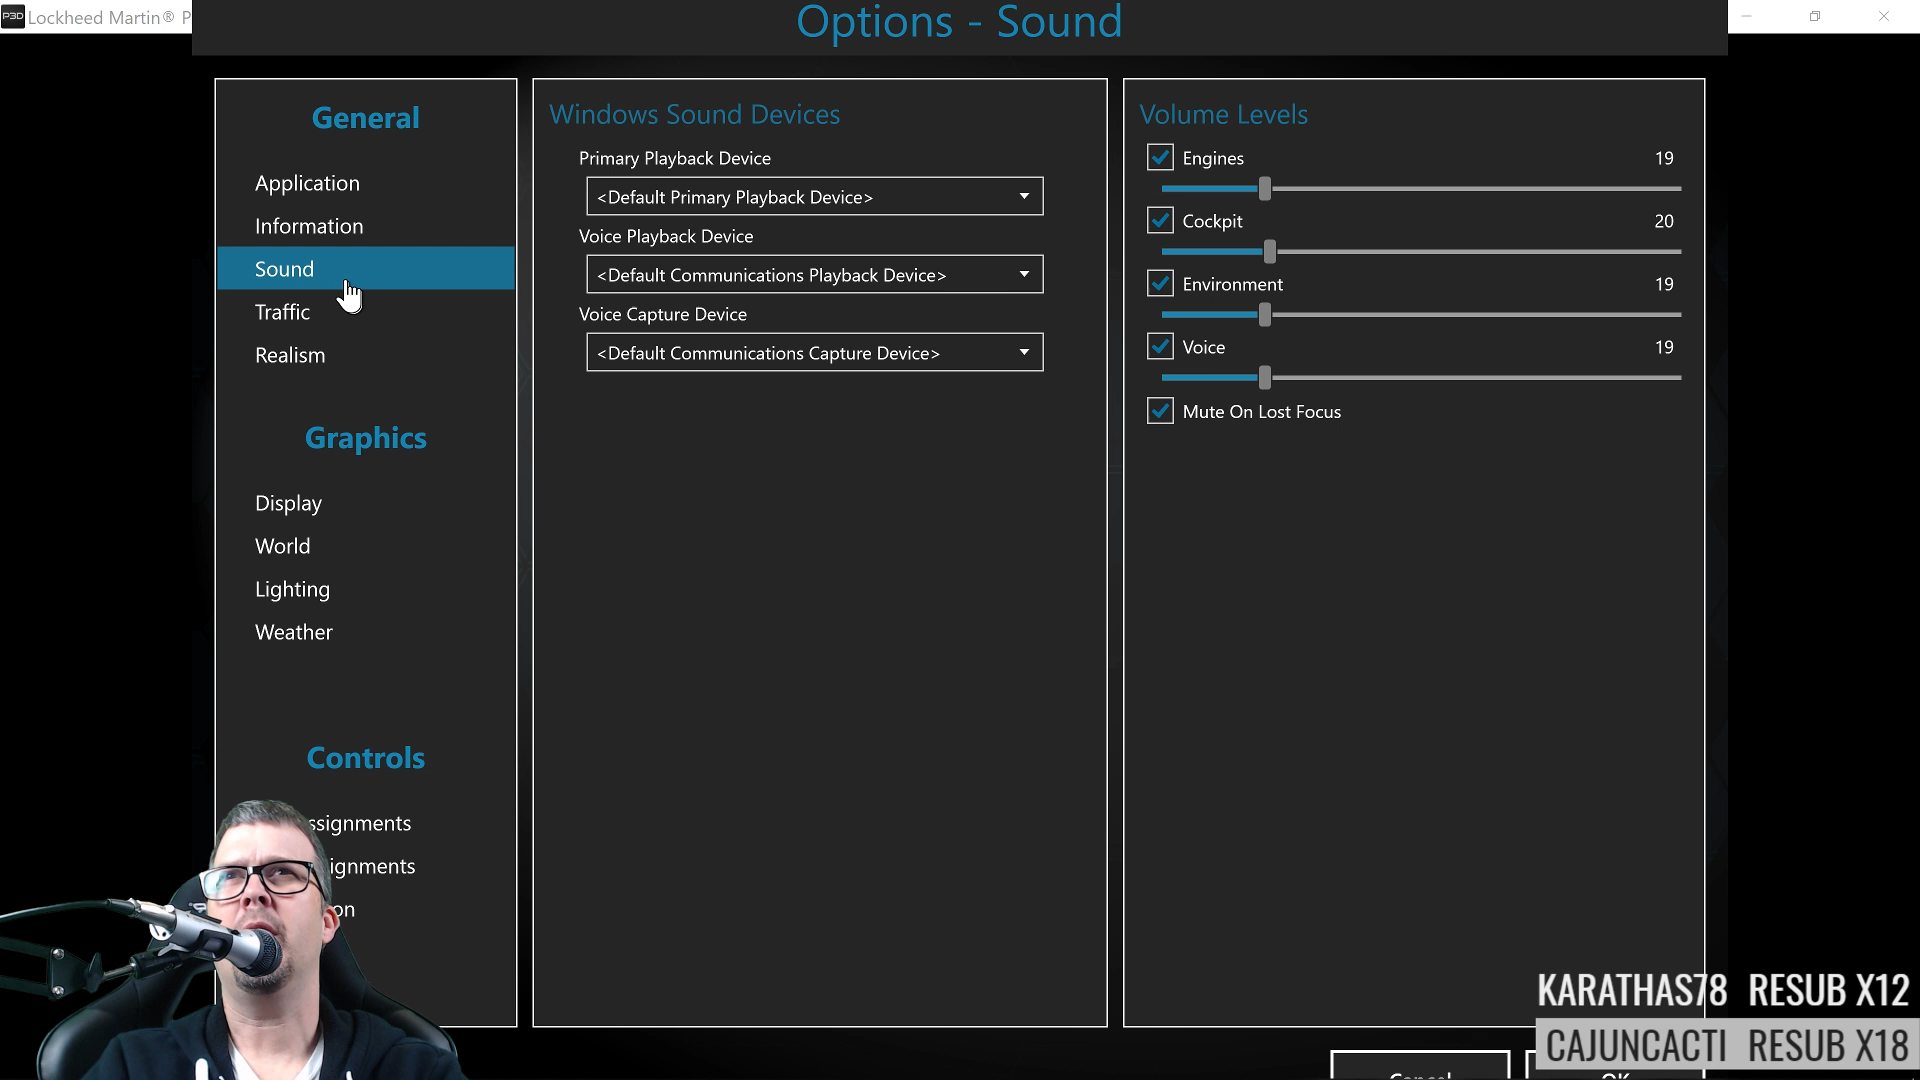 P3D Lockheed Martin® P
Options - Sound
General
Application
Information
Sound
Traffic
Realism
Graphics
Display
World
Lighting
Weather
Controls
ssignments
ignments
on
Windows Sound Devices
Primary Playback Device
<Default Primary Playback Device>
Voice Playback Device
<Default Communications Playback Device>
Voice Capture Device
<Default Communications Capture Device>
Volume Levels
Engines 19
Cockpit 20
Environment 19
Voice 19
Mute On Lost Focus
KARATHAS78 RESUB X12
CAJUNCACTI RESUB X18